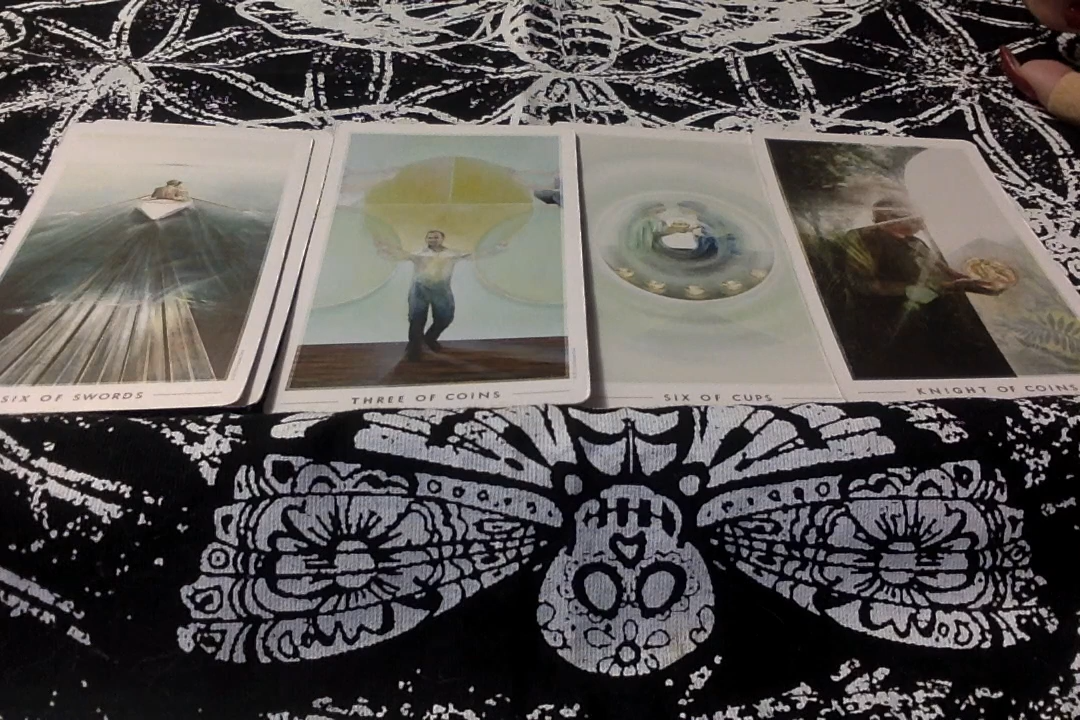 SIX OF SWORDS
THREE OF COINS
SIX OF CUPS
KNIGHT OF COINS